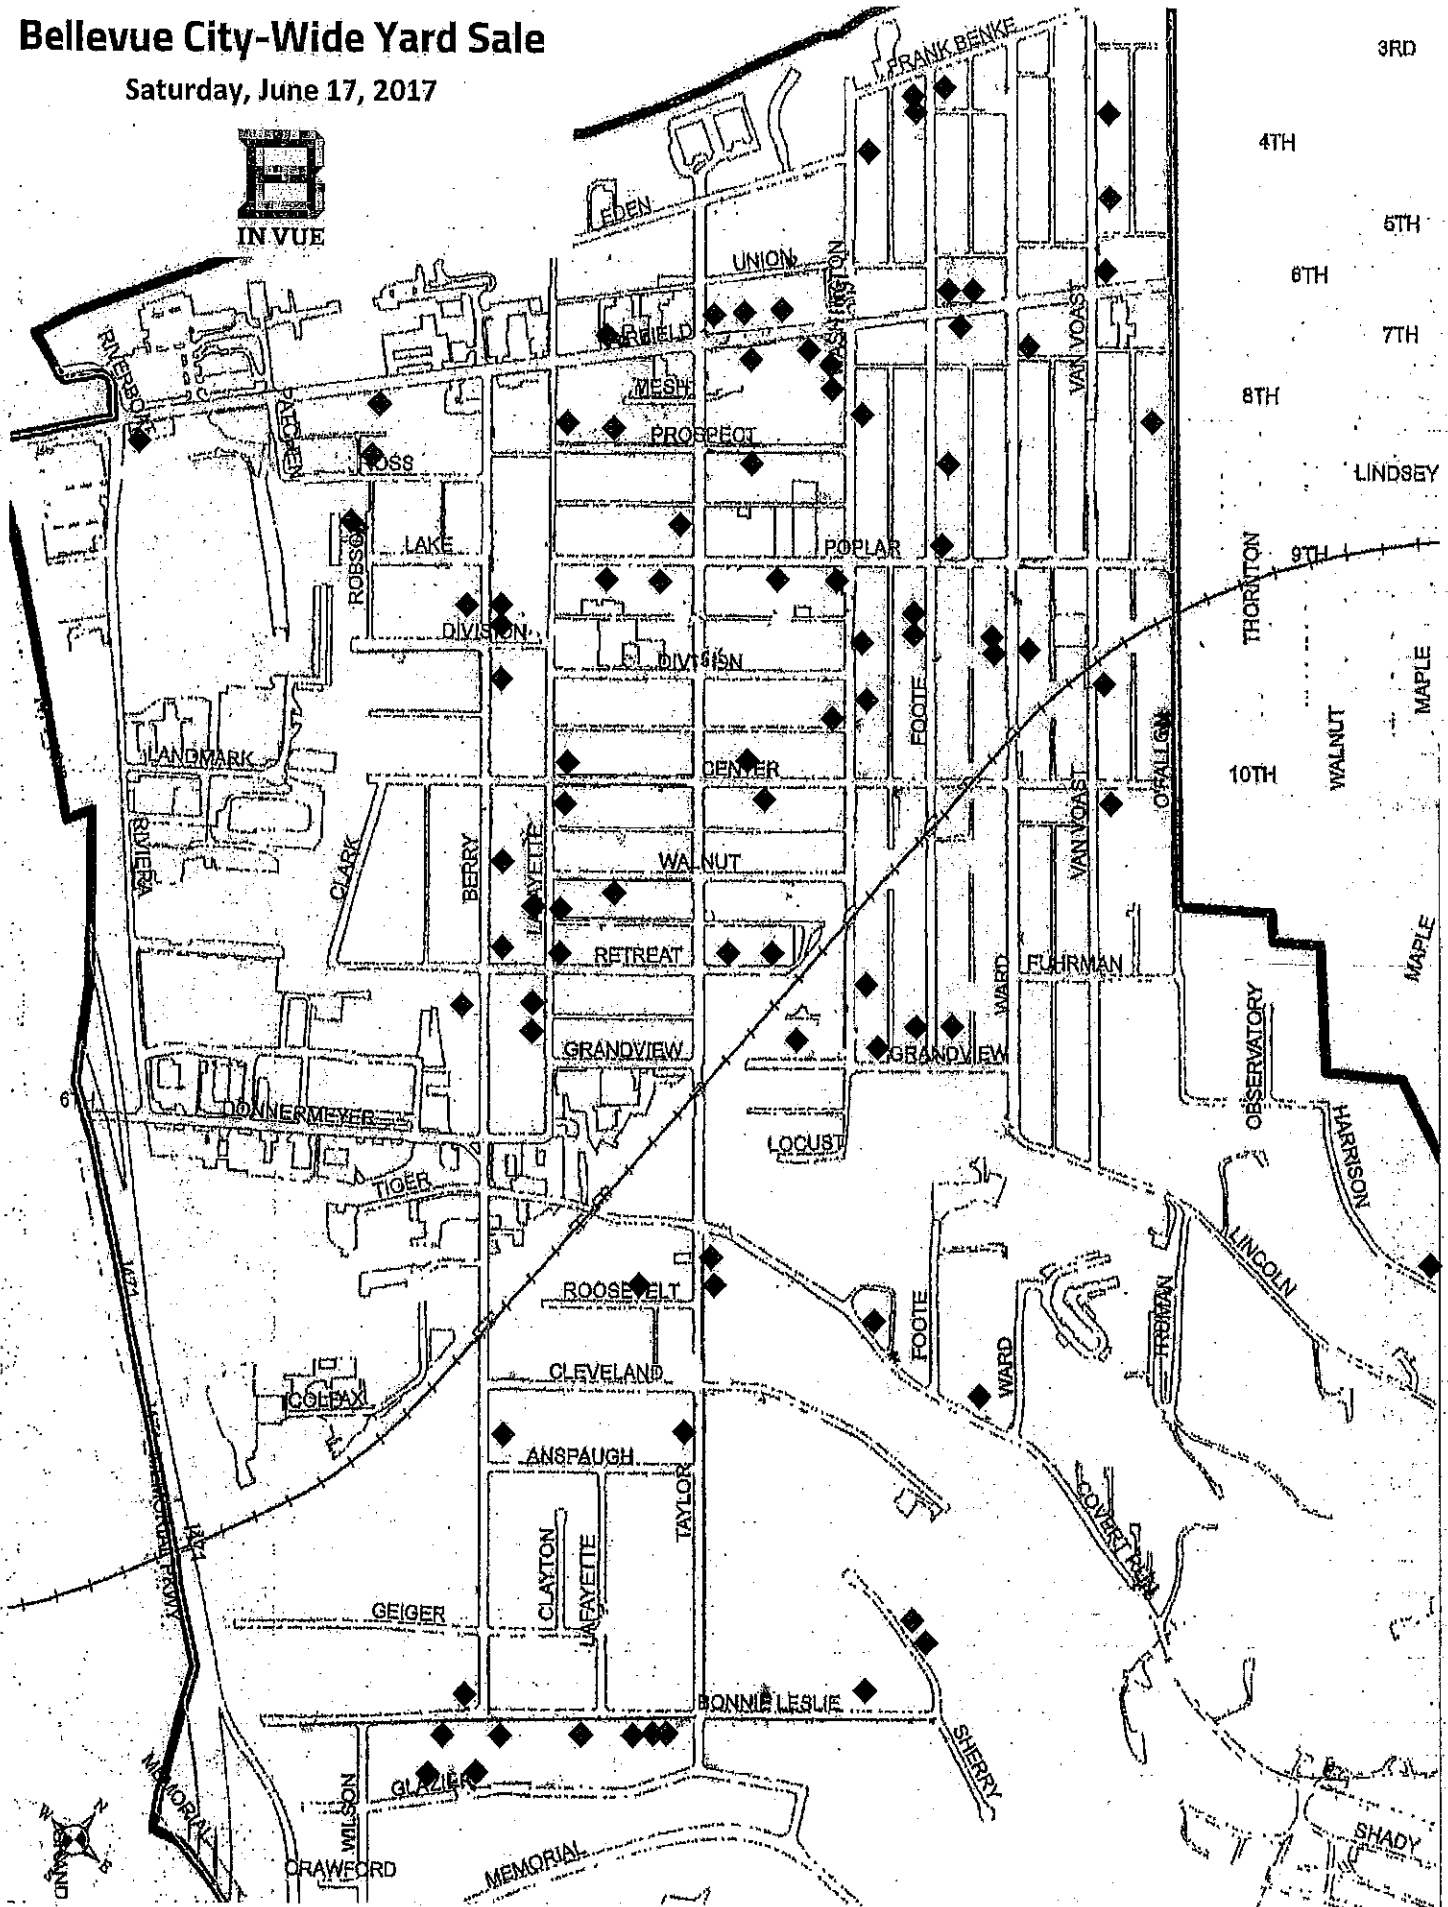 Bellevue City-Wide Yard Sale
Saturday, June 17, 2017
IN VUE
FRANK BENKE
3RD
4TH
EDEN
5TH
UNION
6TH
VAN VOAST
7TH
MESH
8TH
PROSPECT
LINDSEY
LAKE
POPLAR
9TH
THORNTON
DIVISION
DIVISION
MAPLE
FOOTE
WALNUT
LANDMARK
CENTER
10TH
VAN VOAST
RIVIERA
CLARK
BERRY
WALNUT
RETREAT
WARD
FUHRMAN
MAPLE
OBSERVATORY
GRANDVIEW
GRANDVIEW
DONNERMEYER
LOCUST
HARRISON
TIGER
LINCOLN
ROOSEVELT
FOOTE
WARD
TRUMAN
CLEVELAND
COLFAX
ANSPAUGH
TAYLOR
COVERT RUN
CLAYTON
LAFAYETTE
GEIGER
BONNIE LESLIE
SHERRY
GLAZIER
WILSON
MEMORIAL
CRAWFORD
MEMORIAL
SHADY
W
N